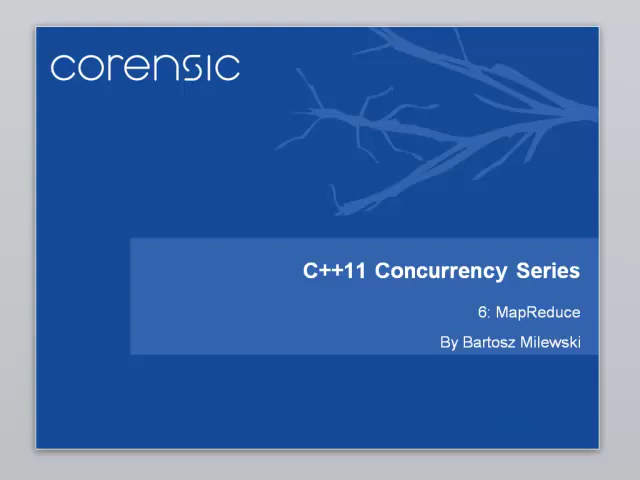 corensic
C++11 Concurrency Series
6: MapReduce
By Bartosz Milewski